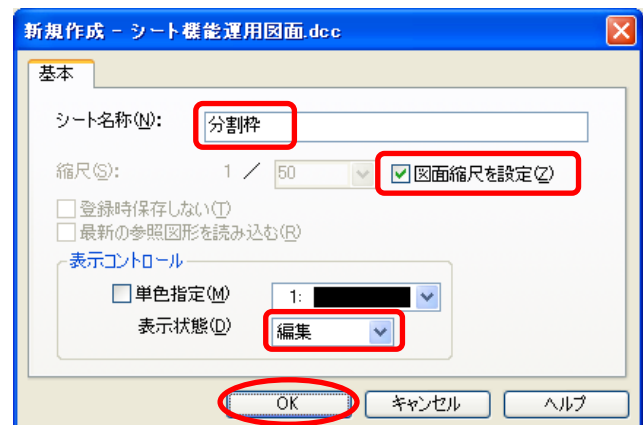 新規作成 - シート機能運用図面.dcc
基本
シート名称(N): 分割枠
縮尺(S): 1 / 50 図面縮尺を設定(Z)
登録時保存しない(T)
最新の参照図形を読み込む(R)
表示コントロール
単色指定(M) 1:
表示状態(D) 編集
OK キャンセル ヘルプ